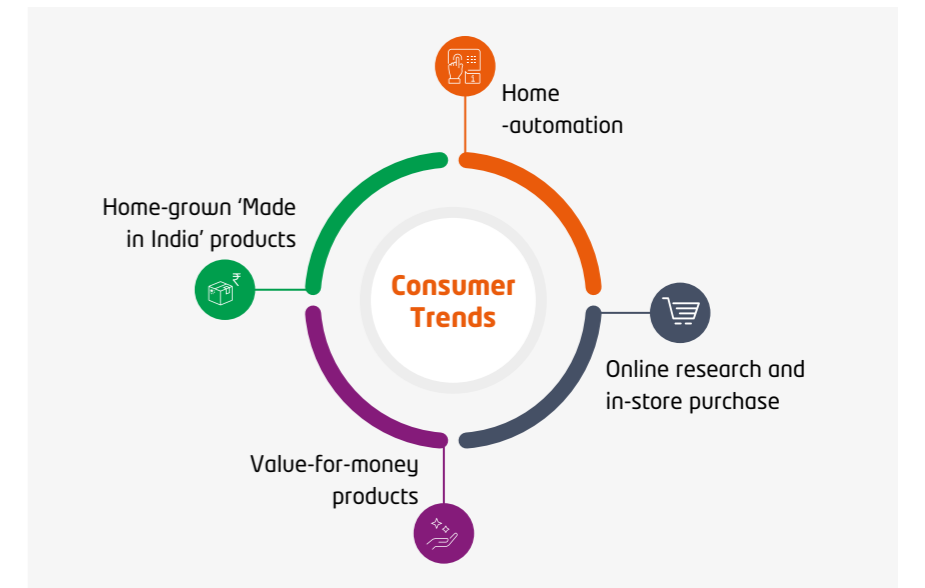 Home
-automation
Home-grown ‘Made
in India’ products
₹
Consumer
Trends
Online research and
in-store purchase
Value-for-money
products